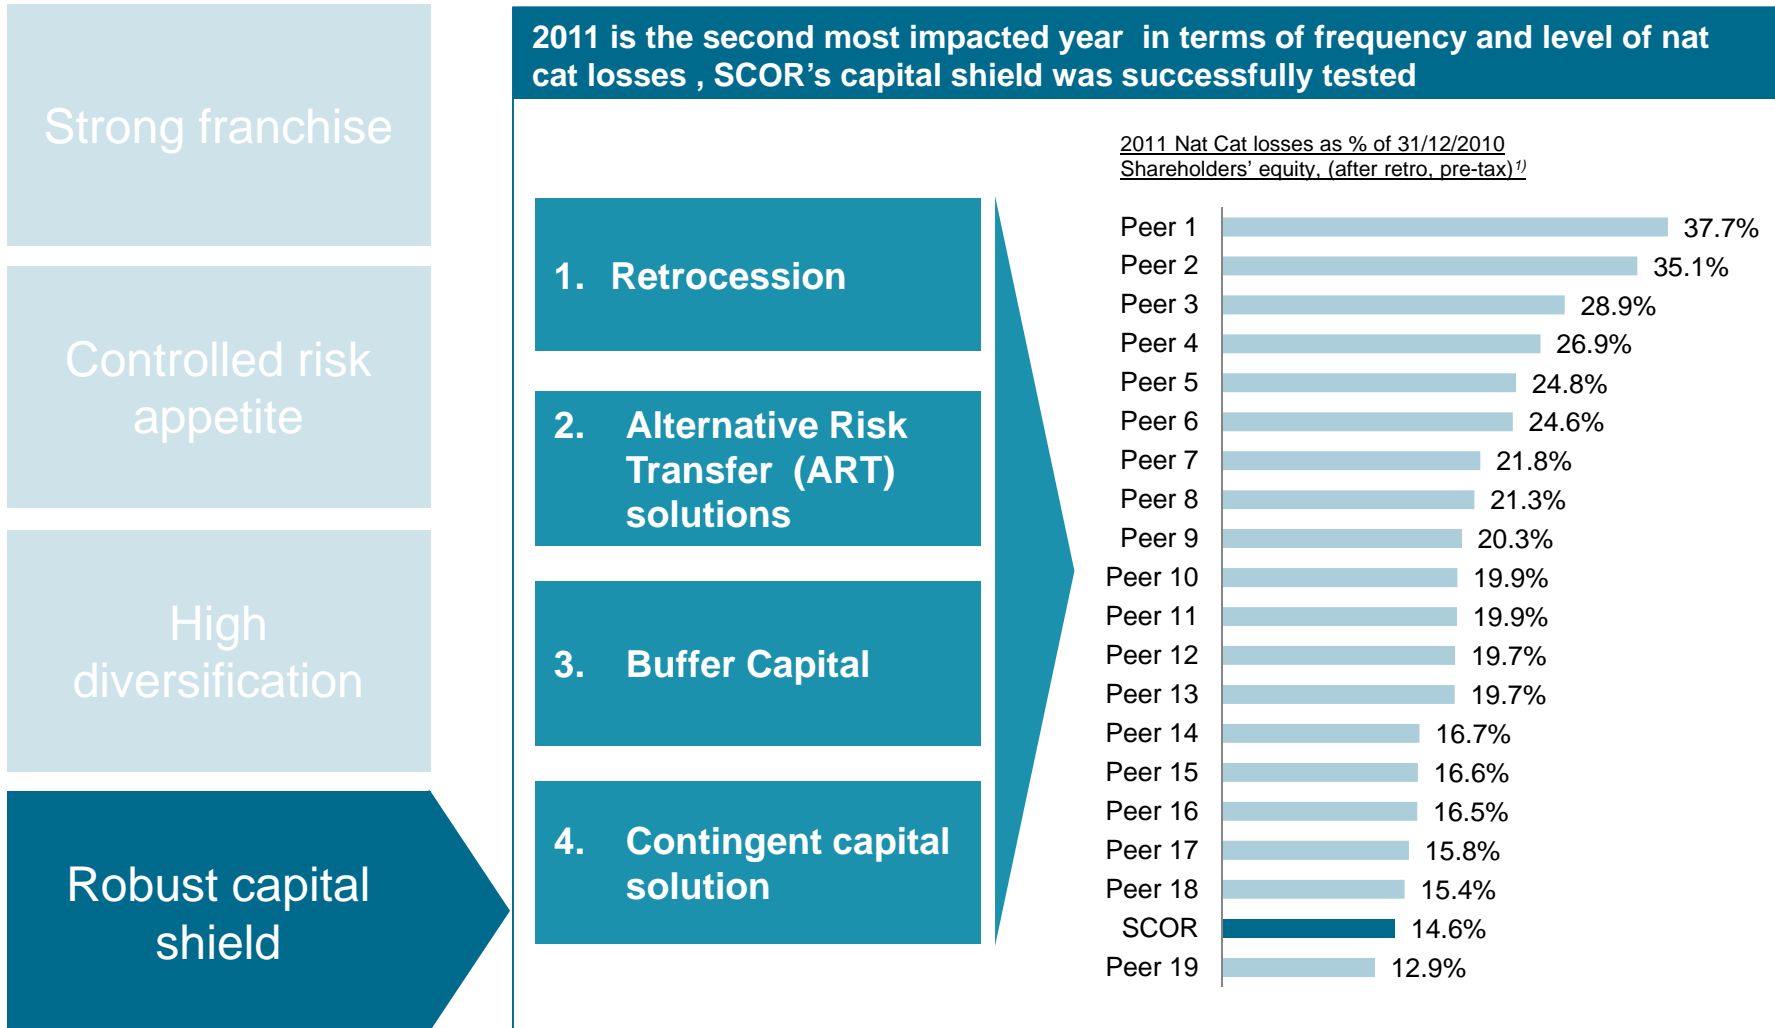 Strong franchise
Controlled risk
appetite
High
diversification
Robust capital
shield
2011 is the second most impacted year  in terms of frequency and level of nat
cat losses , SCOR’s capital shield was successfully tested
1. Retrocession
2. Alternative Risk
Transfer  (ART)
solutions
3. Buffer Capital
4. Contingent capital
solution
2011 Nat Cat losses as % of 31/12/2010
Shareholders’ equity, (after retro, pre-tax)1)
Peer 1 37.7%
Peer 2 35.1%
Peer 3 28.9%
Peer 4 26.9%
Peer 5 24.8%
Peer 6 24.6%
Peer 7 21.8%
Peer 8 21.3%
Peer 9 20.3%
Peer 10 19.9%
Peer 11 19.9%
Peer 12 19.7%
Peer 13 19.7%
Peer 14 16.7%
Peer 15 16.6%
Peer 16 16.5%
Peer 17 15.8%
Peer 18 15.4%
SCOR 14.6%
Peer 19 12.9%